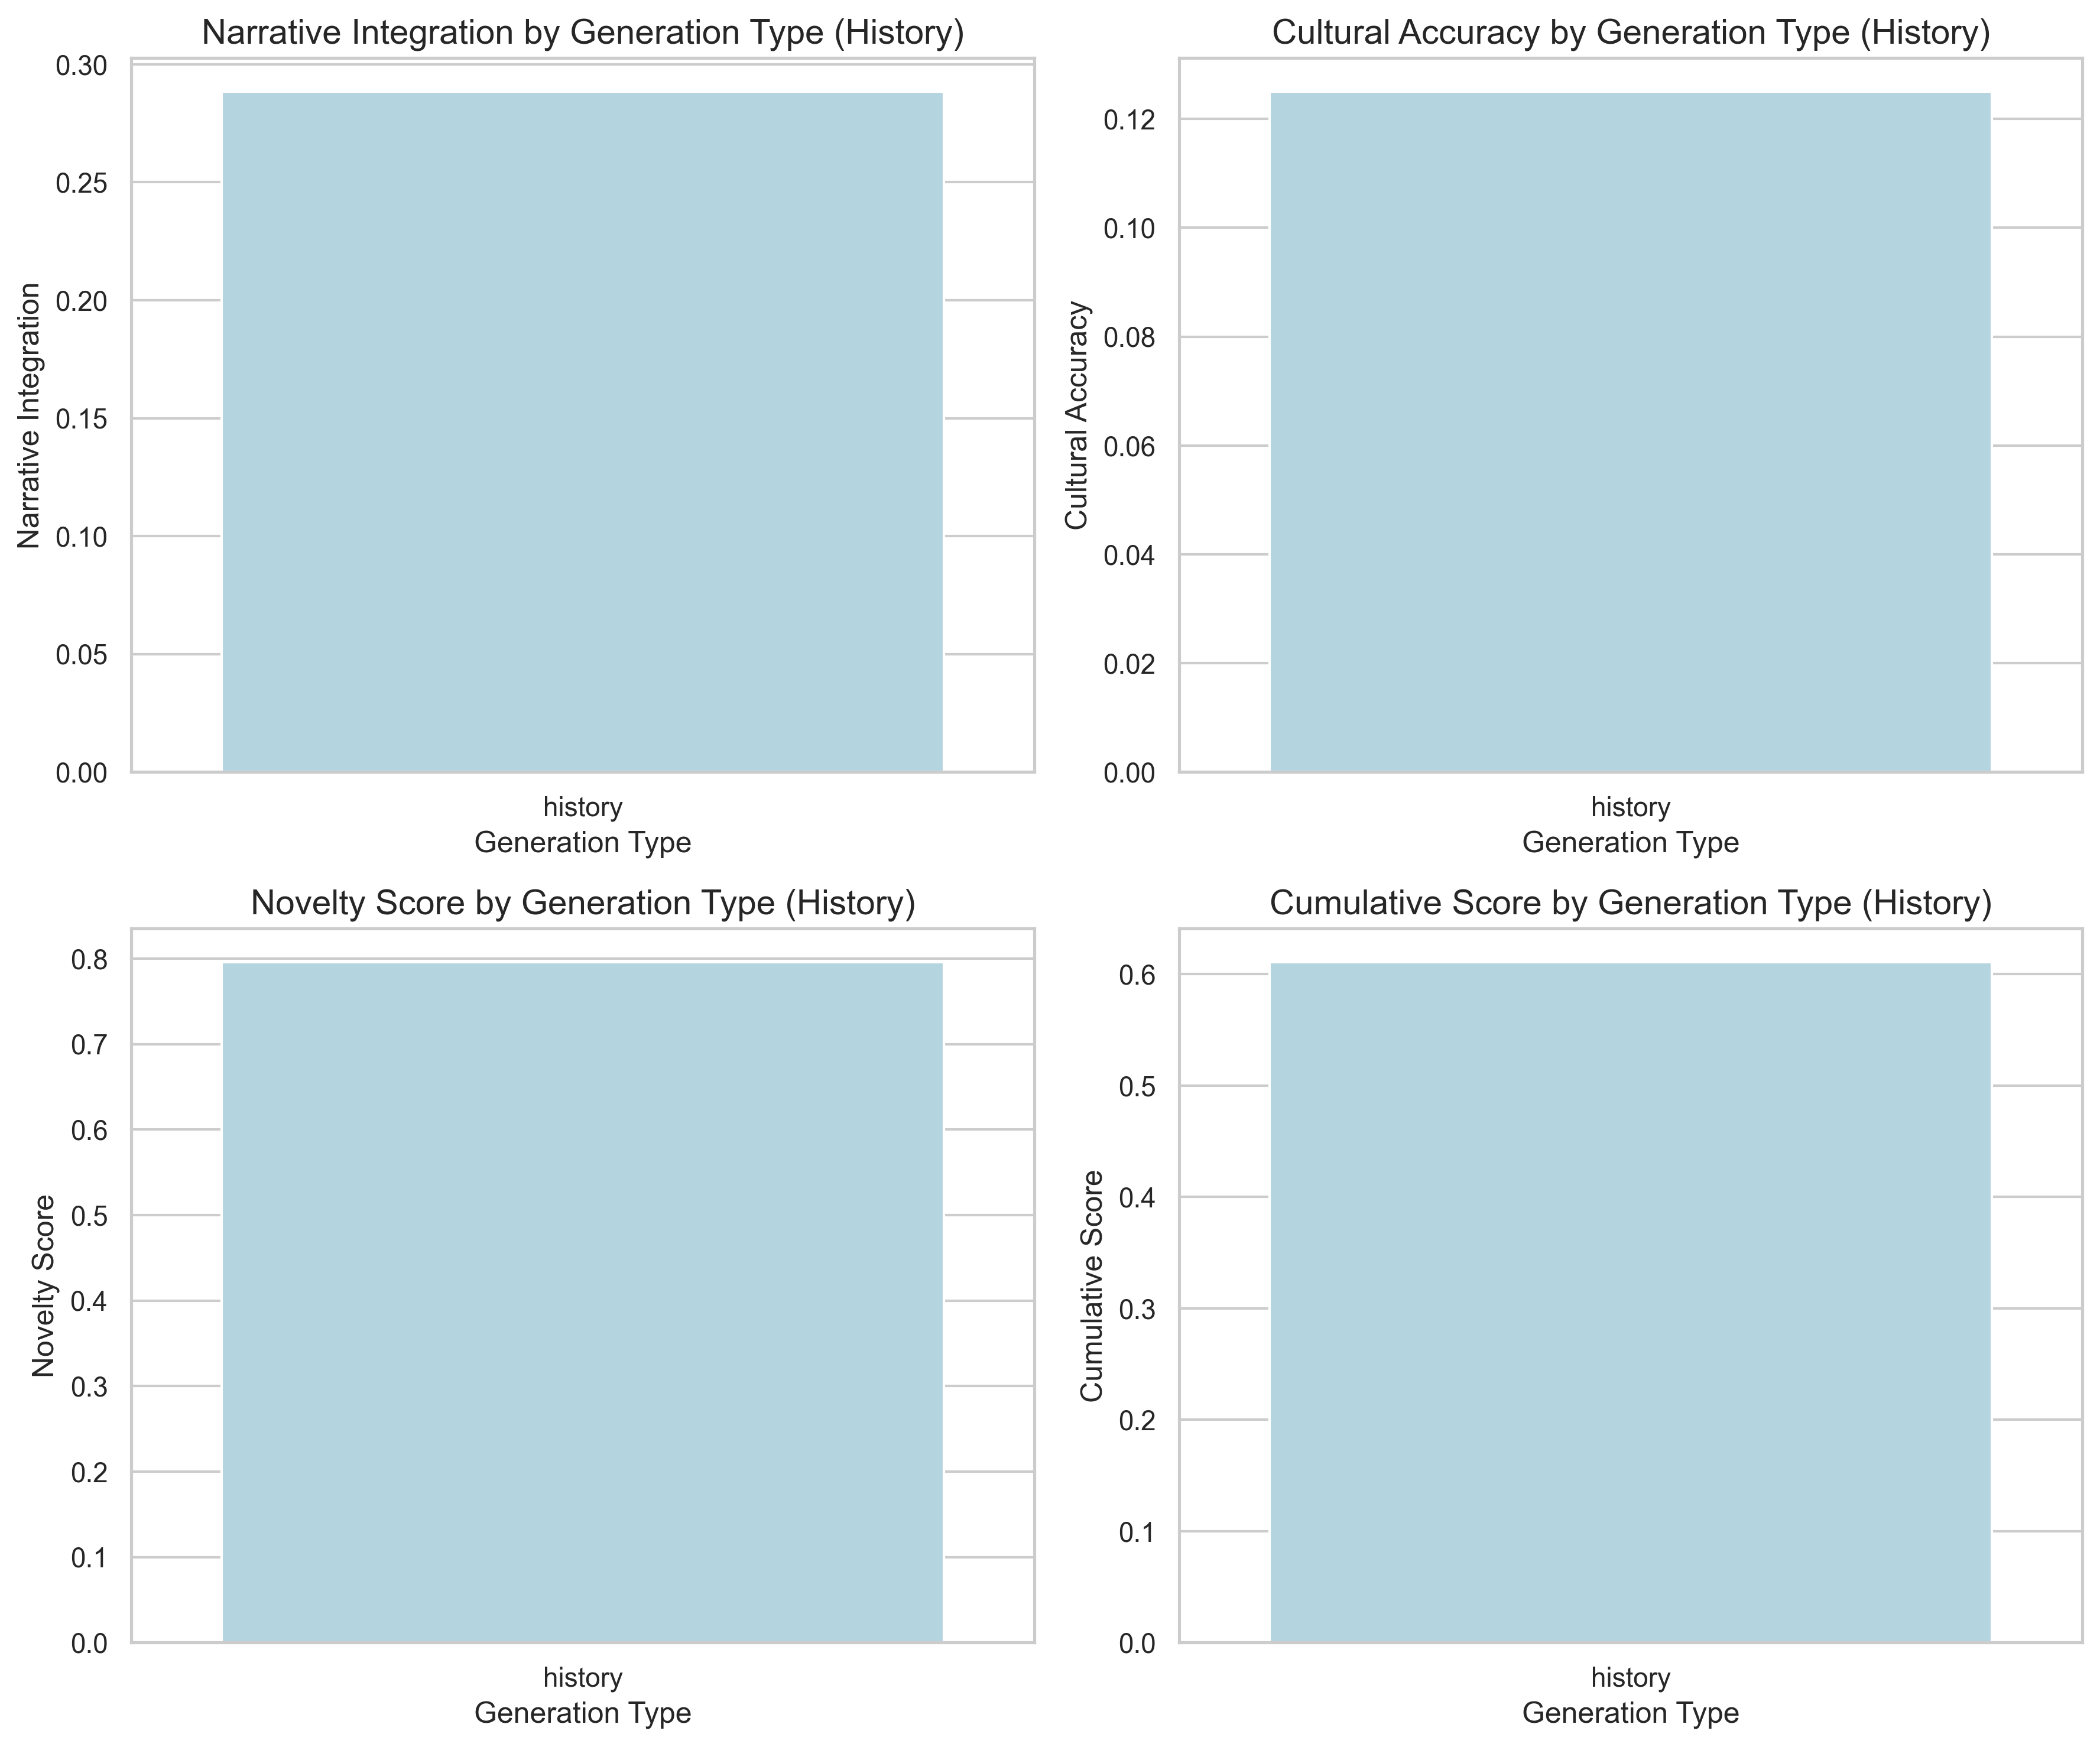 Narrative Integration by Generation Type (History)
0.30
0.25
0.20
0.15
0.10
0.05
0.00
Narrative Integration
history
Generation Type
Cultural Accuracy by Generation Type (History)
0.12
0.10
0.08
0.06
0.04
0.02
0.00
Cultural Accuracy
history
Generation Type
Novelty Score by Generation Type (History)
0.8
0.7
0.6
0.5
0.4
0.3
0.2
0.1
0.0
Novelty Score
history
Generation Type
Cumulative Score by Generation Type (History)
0.6
0.5
0.4
0.3
0.2
0.1
0.0
Cumulative Score
history
Generation Type